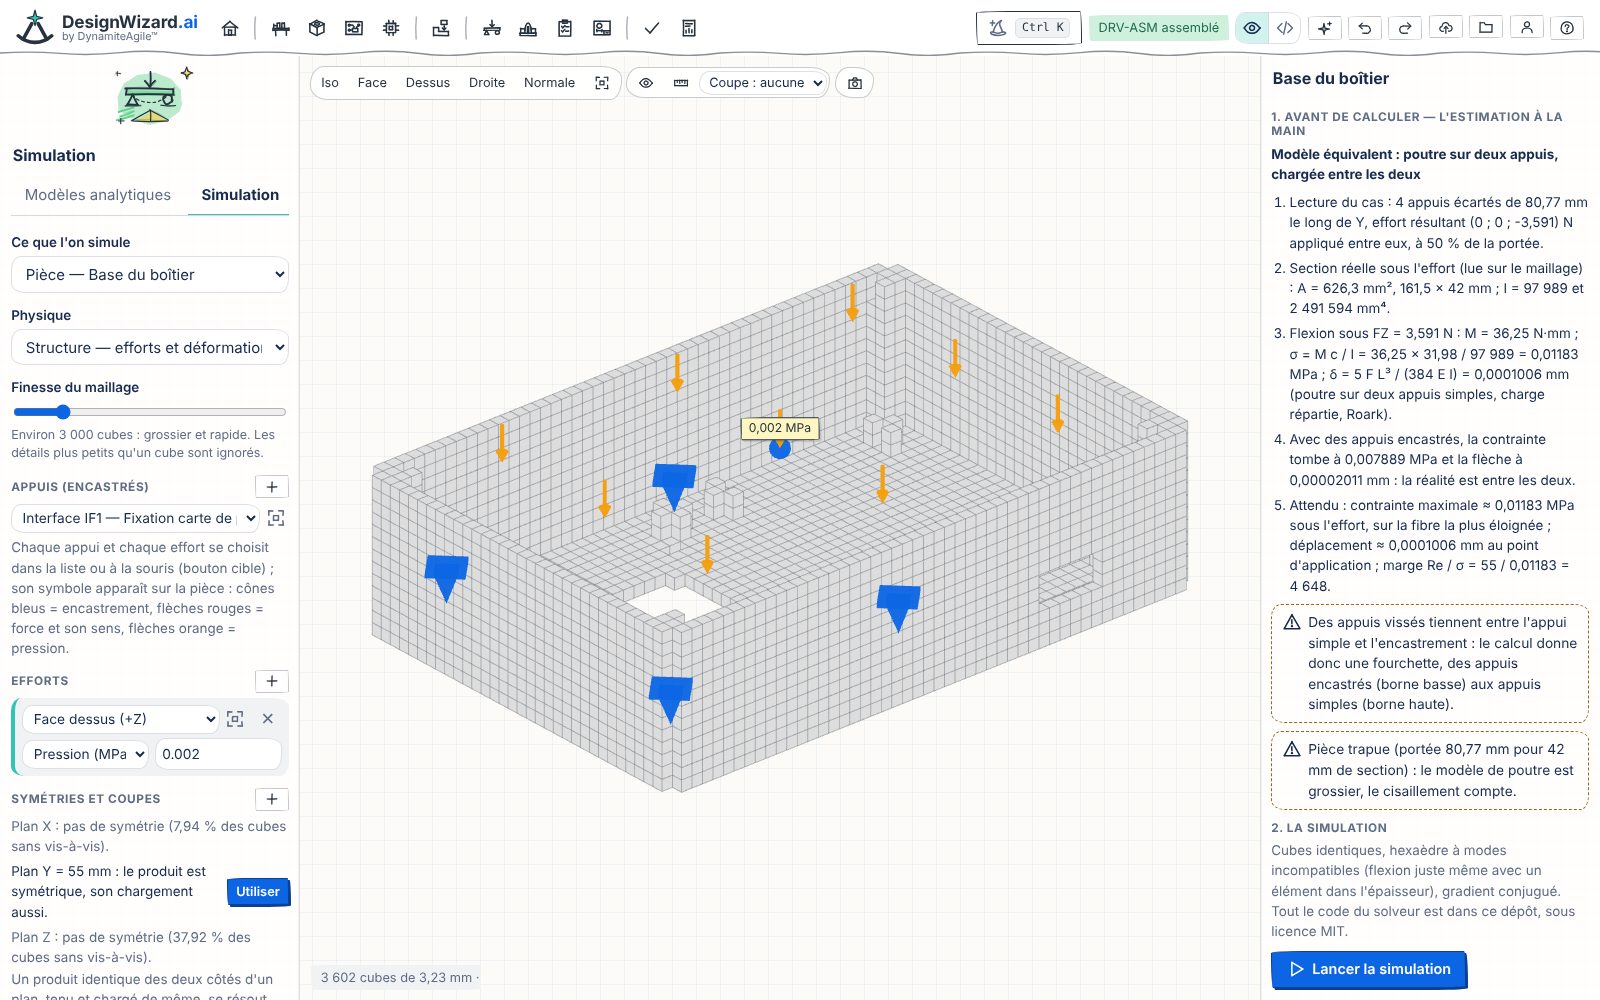 DesignWizard.ai
by DynamiteAgile™
Ctrl K
DRV-ASM assemblé
Simulation
Modèles analytiques
Simulation
Ce que l'on simule
Pièce — Base du boîtier
Physique
Structure — efforts et déformation
Finesse du maillage
Environ 3 000 cubes : grossier et rapide. Les
détails plus petits qu'un cube sont ignorés.
APPUIS (ENCASTRÉS)
Interface IF1 — Fixation carte de
Chaque appui et chaque effort se choisit
dans la liste ou à la souris (bouton cible) ;
son symbole apparaît sur la pièce : cônes
bleus = encastrement, flèches rouges =
force et son sens, flèches orange =
pression.
EFFORTS
Face dessus (+Z)
Pression (MPa
0.002
SYMÉTRIES ET COUPES
Plan X : pas de symétrie (7,94 % des cubes
sans vis-à-vis).
Plan Y = 55 mm : le produit est
symétrique, son chargement
aussi.
Utiliser
Plan Z : pas de symétrie (37,92 % des
cubes sans vis-à-vis).
Un produit identique des deux côtés d'un
plan, tenu et chargé de même, se résout
Iso
Face
Dessus
Droite
Normale
Coupe : aucune
0,002 MPa
3 602 cubes de 3,23 mm ·
Base du boîtier
1. AVANT DE CALCULER — L'ESTIMATION À LA
MAIN
Modèle équivalent : poutre sur deux appuis,
chargée entre les deux
1. Lecture du cas : 4 appuis écartés de 80,77 mm
le long de Y, effort résultant (0 ; 0 ; -3,591) N
appliqué entre eux, à 50 % de la portée.
2. Section réelle sous l'effort (lue sur le maillage)
: A = 626,3 mm², 161,5 × 42 mm ; I = 97 989 et
2 491 594 mm⁴.
3. Flexion sous FZ = 3,591 N : M = 36,25 N·mm ;
σ = M c / I = 36,25 × 31,98 / 97 989 = 0,01183
MPa ; δ = 5 F L³ / (384 E I) = 0,0001006 mm
(poutre sur deux appuis simples, charge
répartie, Roark).
4. Avec des appuis encastrés, la contrainte
tombe à 0,007889 MPa et la flèche à
0,00002011 mm : la réalité est entre les deux.
5. Attendu : contrainte maximale ≈ 0,01183 MPa
sous l'effort, sur la fibre la plus éloignée ;
déplacement ≈ 0,0001006 mm au point
d'application ; marge Re / σ = 55 / 0,01183 =
4 648.
Des appuis vissés tiennent entre l'appui
simple et l'encastrement : le calcul donne
donc une fourchette, des appuis
encastrés (borne basse) aux appuis
simples (borne haute).
Pièce trapue (portée 80,77 mm pour 42
mm de section) : le modèle de poutre est
grossier, le cisaillement compte.
2. LA SIMULATION
Cubes identiques, hexaèdre à modes
incompatibles (flexion juste même avec un
élément dans l'épaisseur), gradient conjugué.
Tout le code du solveur est dans ce dépôt, sous
licence MIT.
Lancer la simulation